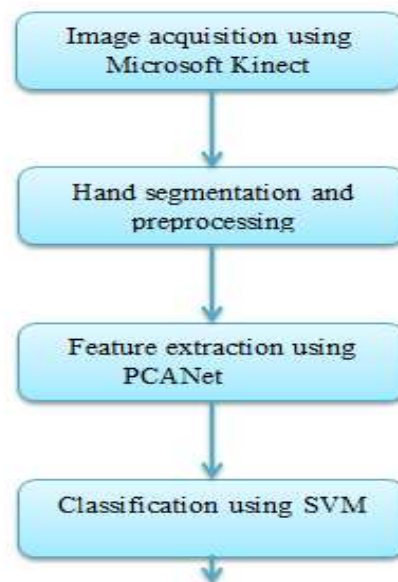 Image acquisition using
Microsoft Kinect
Hand segmentation and
preprocessing
Feature extraction using
PCANet
Classification using SVM